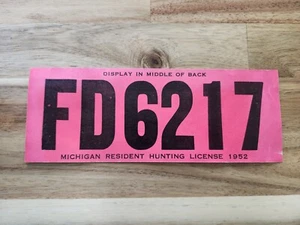 DISPLAY IN MIDDLE OF BACK
FD6217
MICHIGAN RESIDENT HUNTING LICENSE 1952